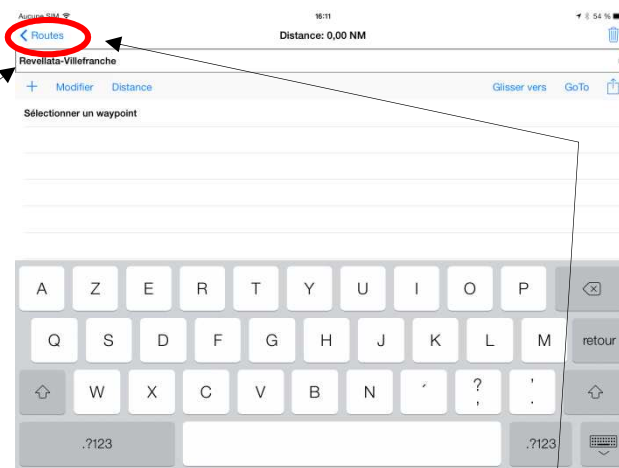 Aucune SIM 16:11 54 %
Routes Distance: 0,00 NM
Revellata-Villefranche
+ Modifier Distance Glisser vers GoTo
Sélectionner un waypoint
A Z E R T Y U I O P
Q S D F G H J K L M retour
W X C V B N ´ ? , ' .
.?123 .?123